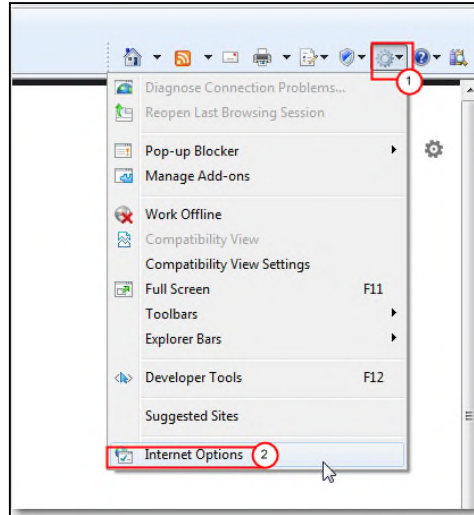 1
Diagnose Connection Problems...
Reopen Last Browsing Session
Pop-up Blocker
Manage Add-ons
Work Offline
Compatibility View
Compatibility View Settings
Full Screen F11
Toolbars
Explorer Bars
Developer Tools F12
Suggested Sites
Internet Options 2